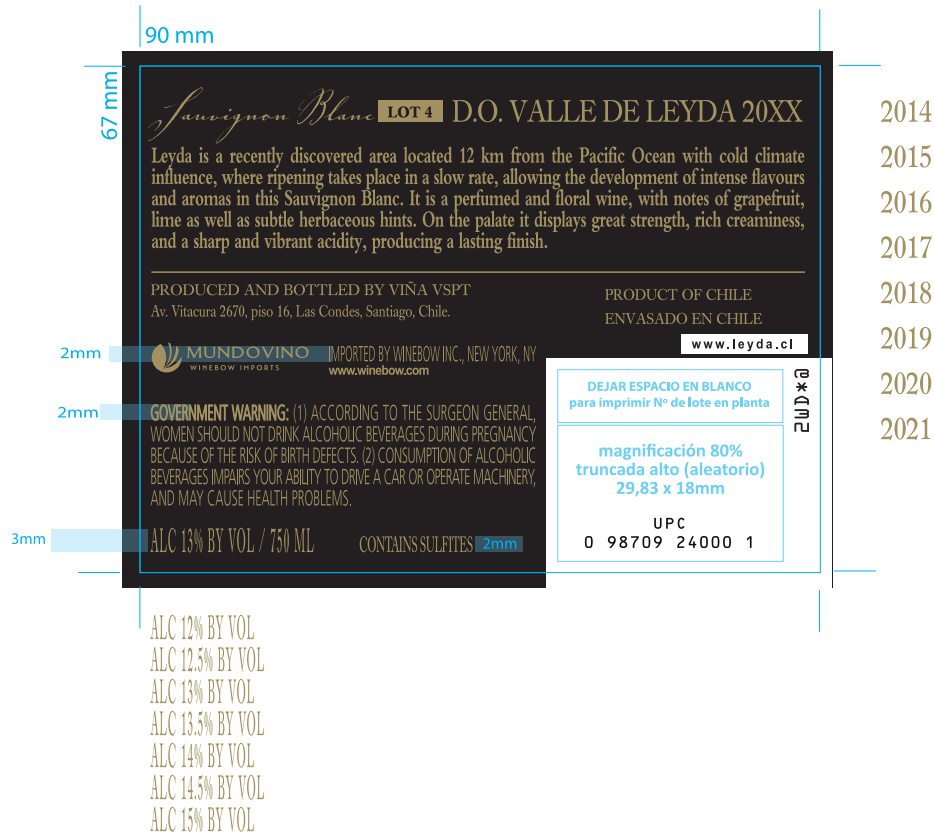 90 mm
67 mm
Sauvignon Blanc LOT 4 D.O. VALLE DE LEYDA 20XX
Leyda is a recently discovered area located 12 km from the Pacific Ocean with cold climate
influence, where ripening takes place in a slow rate, allowing the development of intense flavours
and aromas in this Sauvignon Blanc. It is a perfumed and floral wine, with notes of grapefruit,
lime as well as subtle herbaceous hints. On the palate it displays great strength, rich creaminess,
and a sharp and vibrant acidity, producing a lasting finish.
PRODUCED AND BOTTLED BY VIÑA VSPT
Av. Vitacura 2670, piso 16, Las Condes, Santiago, Chile.
PRODUCT OF CHILE
ENVASADO EN CHILE
www.leyda.cl
2mm
MUNDOVINO
WINEBOW IMPORTS
IMPORTED BY WINEBOW INC., NEW YORK, NY
www.winebow.com
2mm
GOVERNMENT WARNING: (1) ACCORDING TO THE SURGEON GENERAL,
WOMEN SHOULD NOT DRINK ALCOHOLIC BEVERAGES DURING PREGNANCY
BECAUSE OF THE RISK OF BIRTH DEFECTS. (2) CONSUMPTION OF ALCOHOLIC
BEVERAGES IMPAIRS YOUR ABILITY TO DRIVE A CAR OR OPERATE MACHINERY,
AND MAY CAUSE HEALTH PROBLEMS.
3mm
ALC 13% BY VOL / 750 ML
CONTAINS SULFITES 2mm
DEJAR ESPACIO EN BLANCO
para imprimir Nº de lote en planta
magnificación 80%
truncada alto (aleatorio)
29,83 x 18mm
UPC
0 98709 24000 1
2014
2015
2016
2017
2018
2019
2020
2021
ALC 12% BY VOL
ALC 12.5% BY VOL
ALC 13% BY VOL
ALC 13.5% BY VOL
ALC 14% BY VOL
ALC 14.5% BY VOL
ALC 15% BY VOL